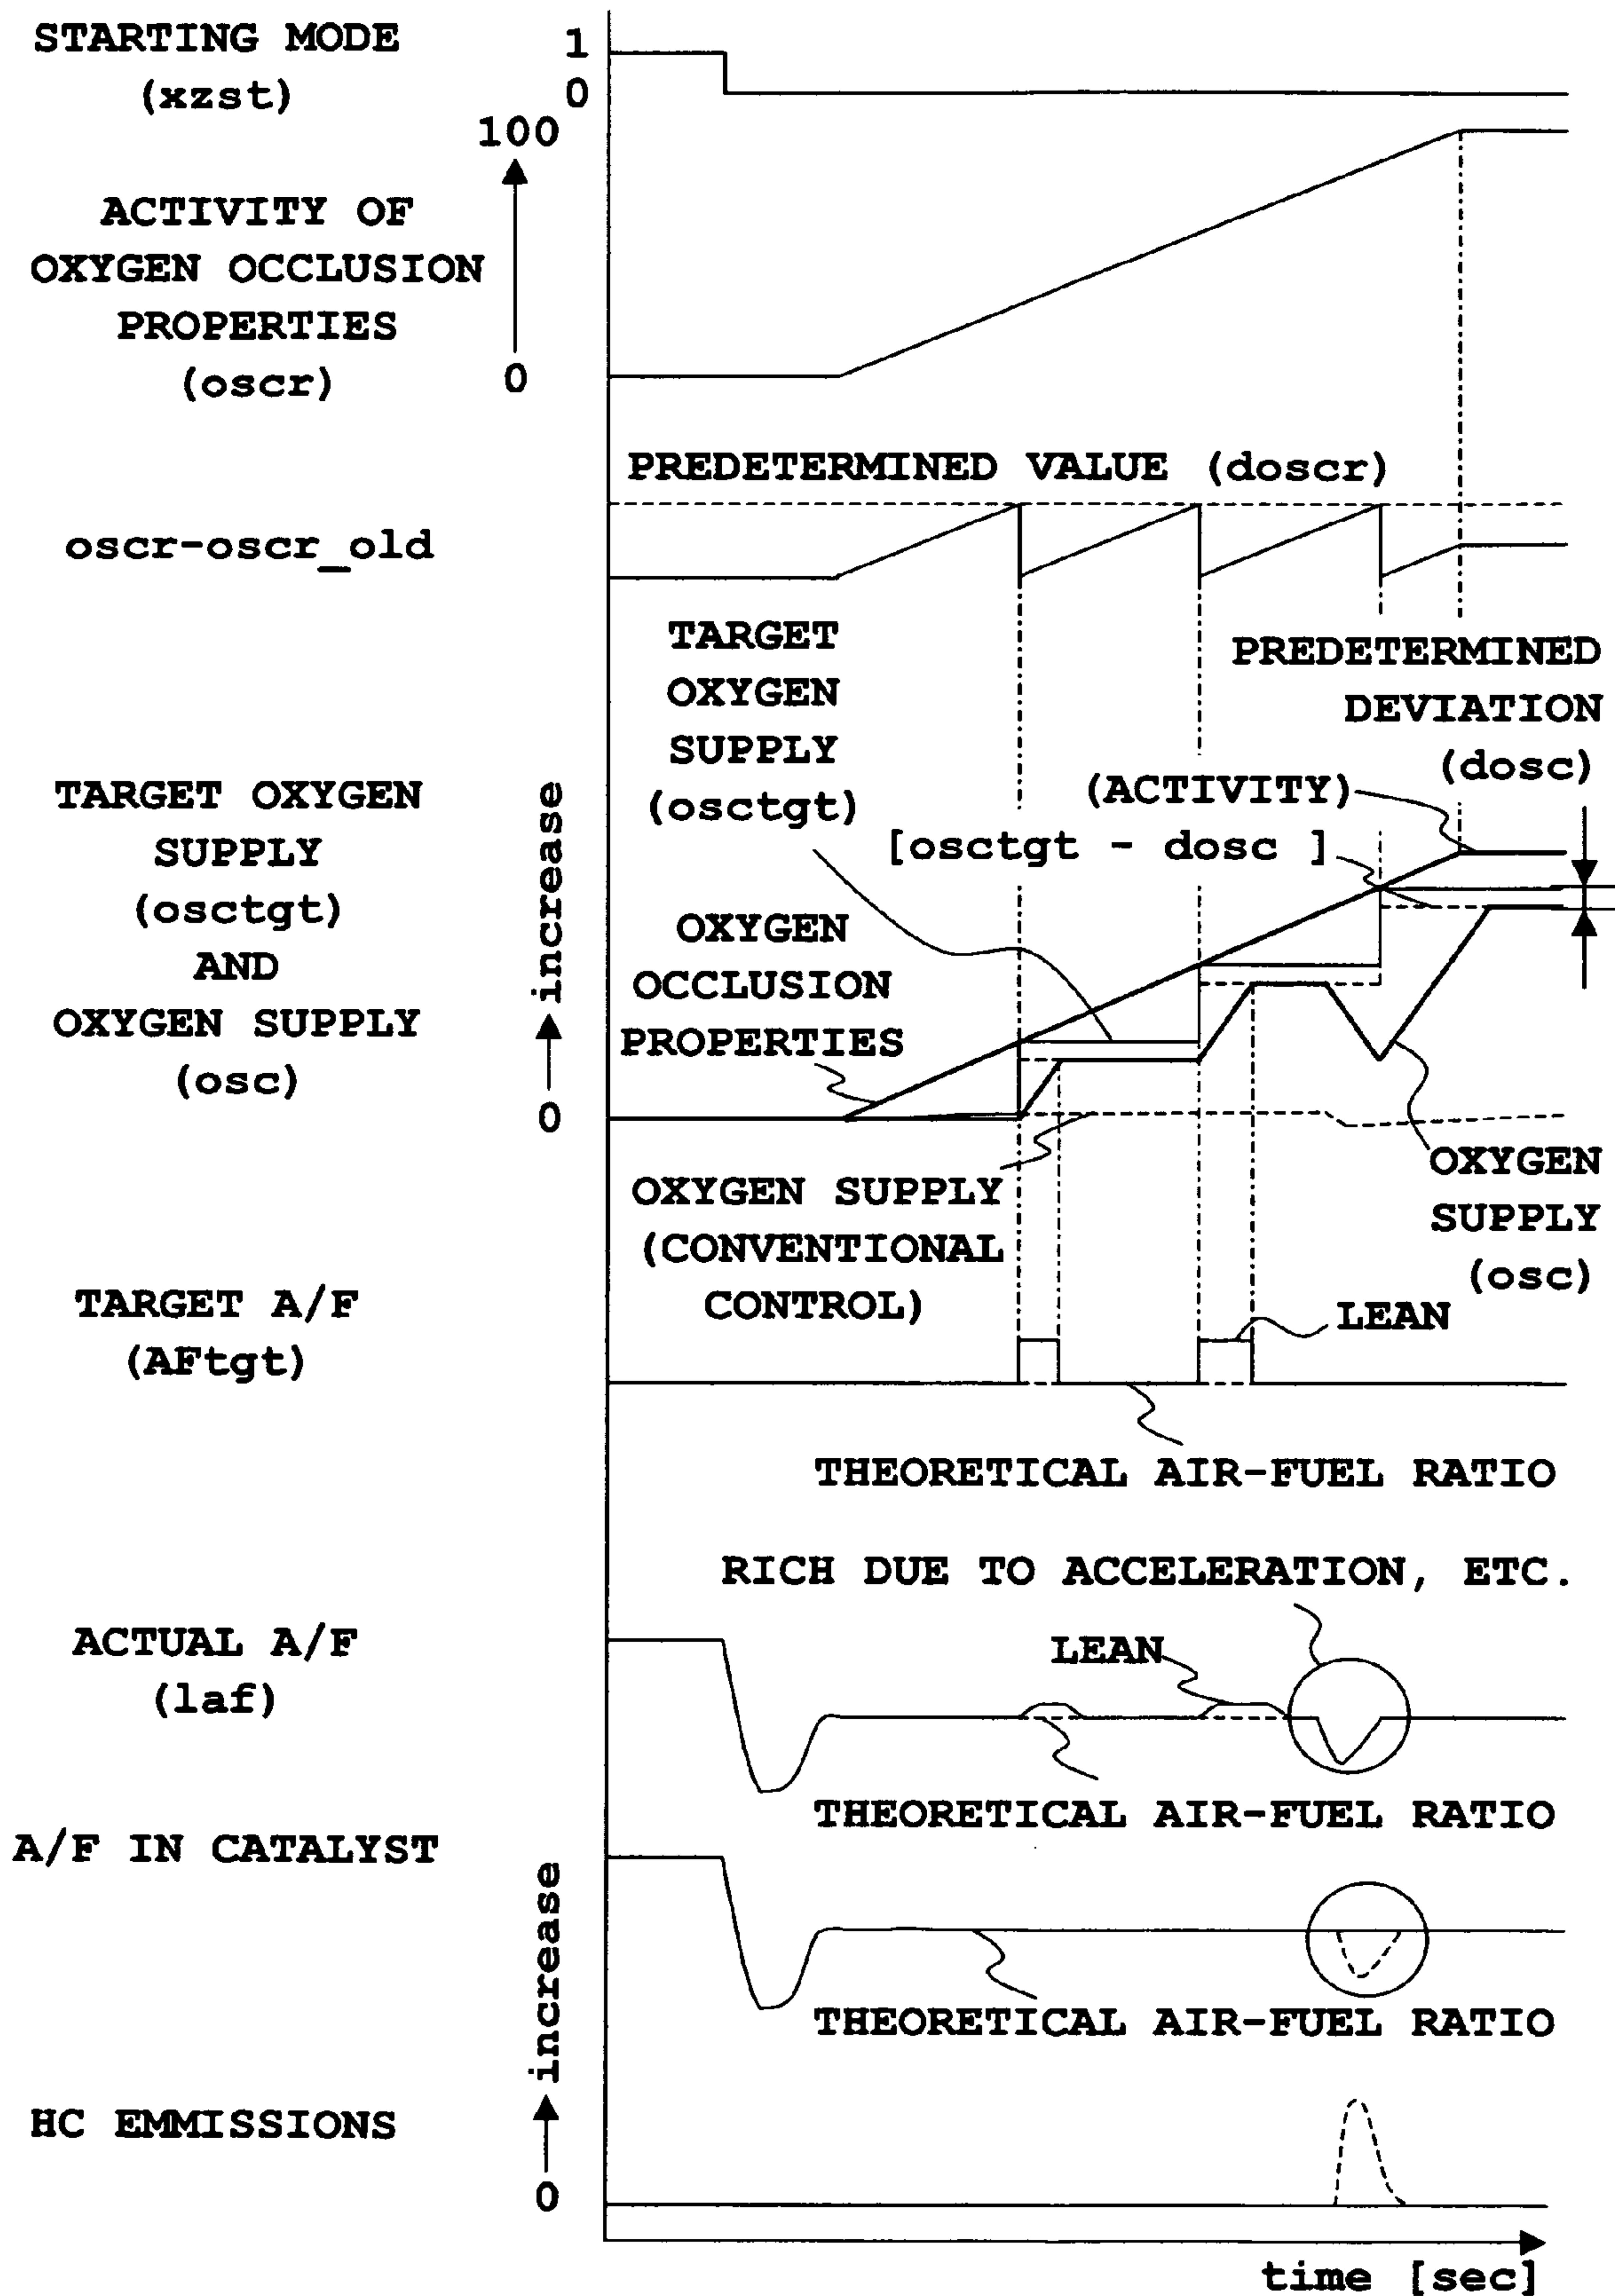 STARTING MODE
(xzst)
1
0
100
ACTIVITY OF
OXYGEN OCCLUSION
PROPERTIES
(oscr)
0
PREDETERMINED VALUE (doscr)
oscr-oscr_old
TARGET
OXYGEN
SUPPLY
(osctgt)
PREDETERMINED
DEVIATION
(dosc)
(ACTIVITY)
[osctgt - dosc ]
TARGET OXYGEN
SUPPLY
(osctgt)
AND
OXYGEN SUPPLY
(osc)
increase
0
OXYGEN
OCCLUSION
PROPERTIES
OXYGEN SUPPLY
(CONVENTIONAL
CONTROL)
OXYGEN
SUPPLY
(osc)
TARGET A/F
(AFtgt)
LEAN
THEORETICAL AIR-FUEL RATIO
RICH DUE TO ACCELERATION, ETC.
ACTUAL A/F
(laf)
LEAN
THEORETICAL AIR-FUEL RATIO
A/F IN CATALYST
increase
THEORETICAL AIR-FUEL RATIO
HC EMMISSIONS
0
time [sec]